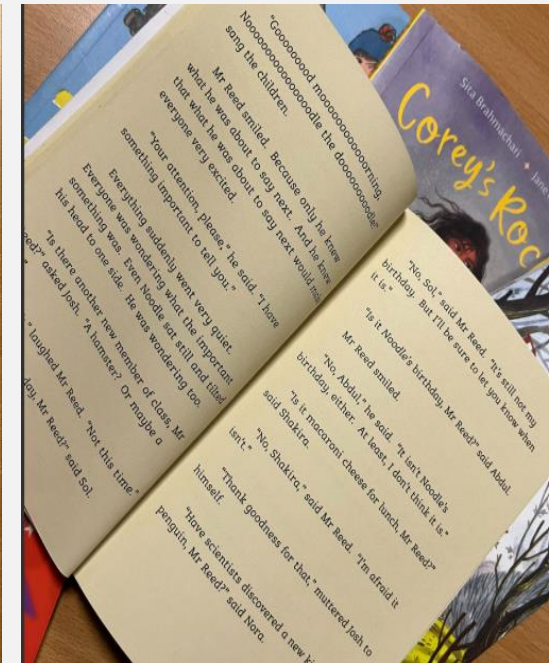 "Guooooood moooooooooooorning,
Noooooooooooooodle the dooooooooodle"
sang the children.
Mr Reed smiled. Because only he knew
what he was about to say next. And he knew
that what he was about to say next would
everyone very excited.
"Your attention, please," he said. "I have
something important to tell you."
Everything suddenly went very quiet.
Everyone was wondering what the important
something was. Even Noodle sat still and tilted
his head to one side. He was wondering too.
"Is there another new member of class, Mr
asked Josh. "A hamster? Or maybe a
laughed Mr Reed. "Not this time."
Mr Reed?" said Sol.
"No, Sol," said Mr Reed. "It's still not my
birthday. But I'll be sure to let you know when
it is."
"Is it Noodle's birthday, Mr Reed?" said Abdul.
Mr Reed smiled.
"No, Abdul," he said. "It isn't Noodle's
birthday, either. At least, I don't think it is."
"Is it macaroni cheese for lunch, Mr Reed?"
said Shakira.
"No, Shakira," said Mr Reed. "I'm afraid it
isn't."
"Thank goodness for that," muttered Josh to
himself.
"Have scientists discovered a new
penguin, Mr Reed?" said Nora.
Sita Brahmachari • Jane
Corey's Roc